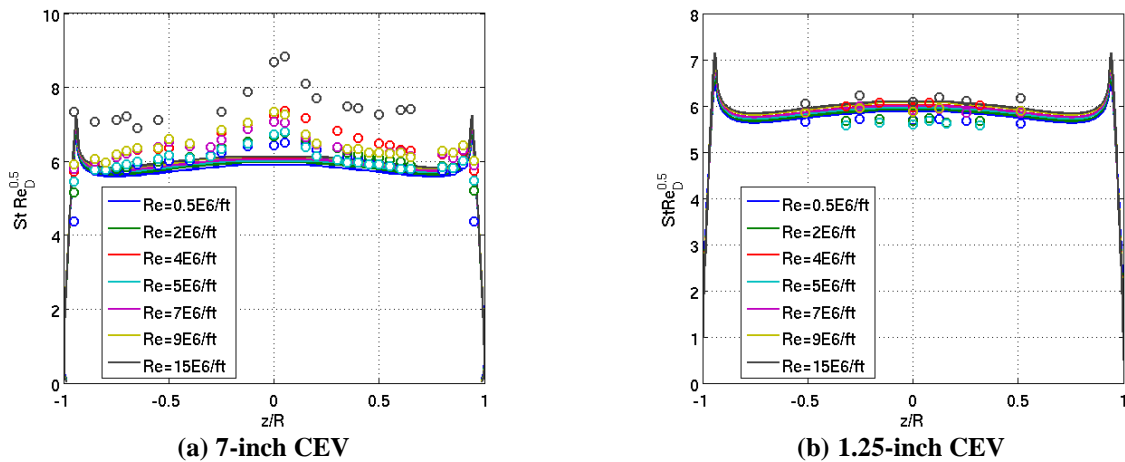 10
8
6
4
2
0
-1
-0.5
0
0.5
1
z/R
St Re_D^0.5
Re=0.5E6/ft
Re=2E6/ft
Re=4E6/ft
Re=5E6/ft
Re=7E6/ft
Re=9E6/ft
Re=15E6/ft
(a) 7-inch CEV
8
7
6
5
4
3
2
1
0
-1
-0.5
0
0.5
1
z/R
StRe_D^0.5
Re=0.5E6/ft
Re=2E6/ft
Re=4E6/ft
Re=5E6/ft
Re=7E6/ft
Re=9E6/ft
Re=15E6/ft
(b) 1.25-inch CEV